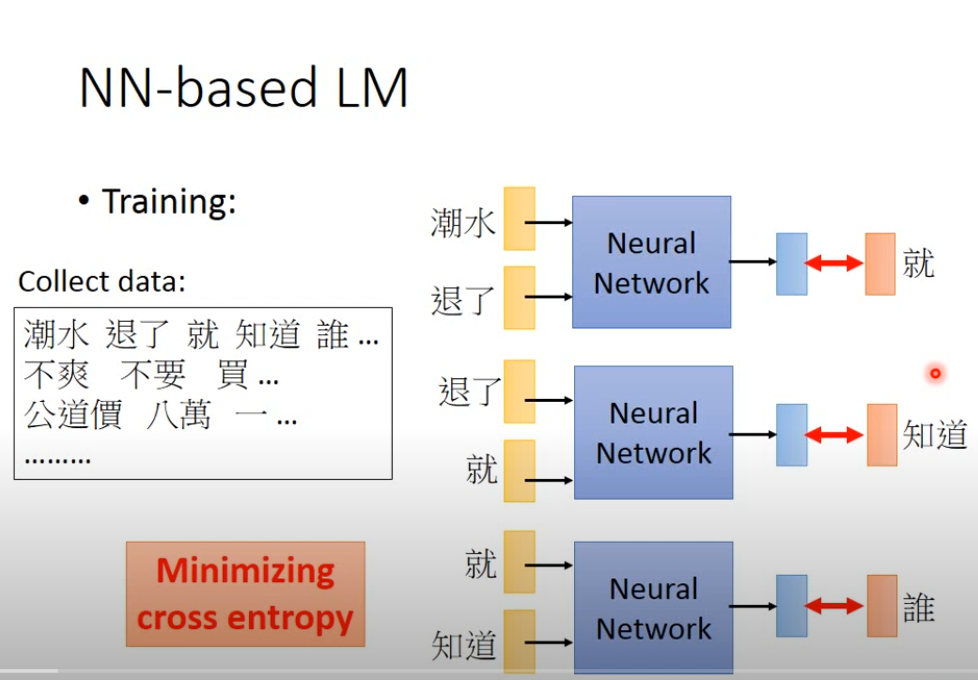 NN-based LM
• Training:
Collect data:
潮水 退了 就 知道 誰 ...
不爽 不要 買 ...
公道價 八萬 一 ...
………
Minimizing
cross entropy
潮水
退了
Neural
Network
就
退了
就
Neural
Network
知道
就
知道
Neural
Network
誰